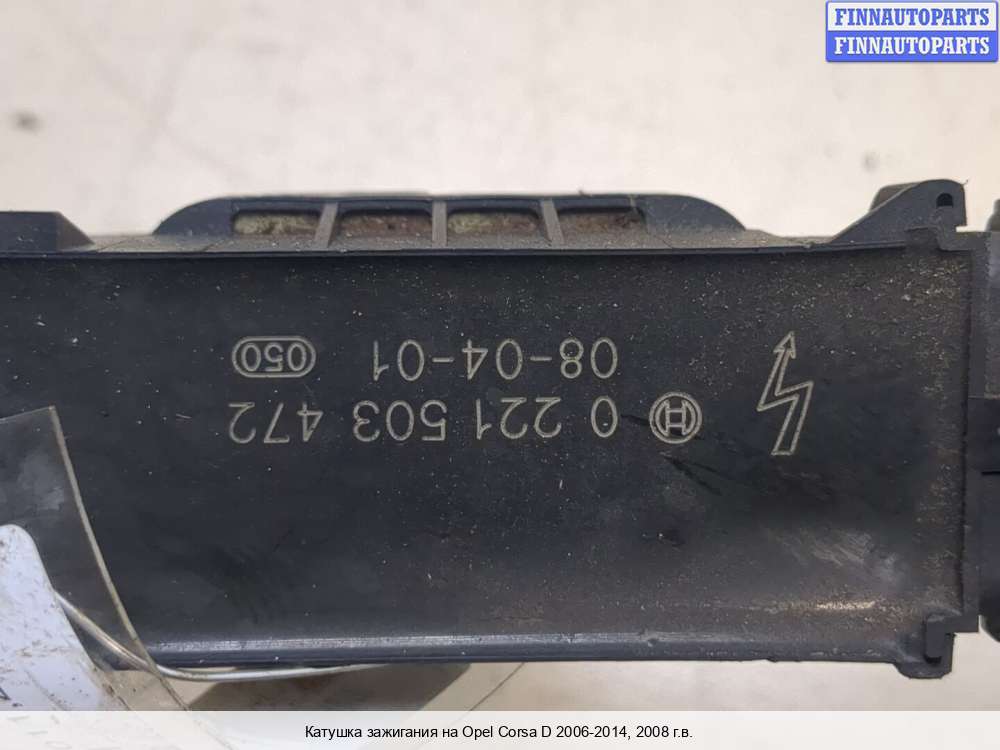 FINNAUTOPARTS
FINNAUTOPARTS
0 221 503 472
08-04-01 050
Катушка зажигания на Opel Corsa D 2006-2014, 2008 г.в.